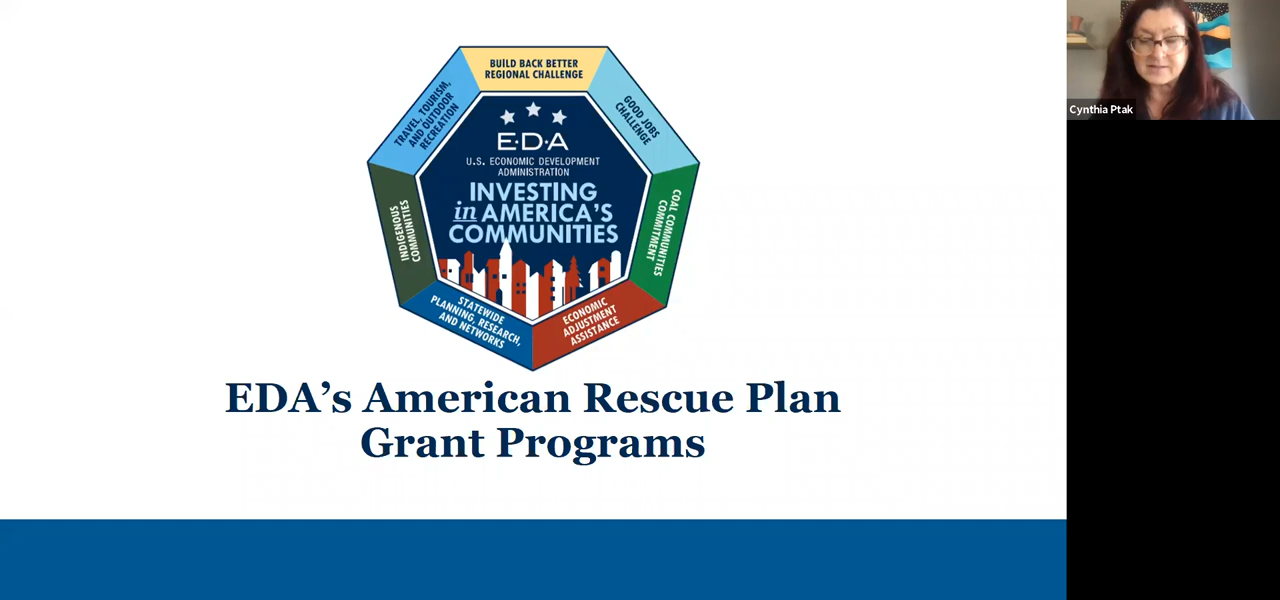 BUILD BACK BETTER
REGIONAL CHALLENGE
GOOD JOBS
CHALLENGE
COAL COMMUNITIES
COMMITMENT
ECONOMIC
ADJUSTMENT
ASSISTANCE
STATEWIDE
PLANNING, RESEARCH,
AND NETWORKS
INDIGENOUS
COMMUNITIES
TRAVEL, TOURISM,
AND OUTDOOR
RECREATION
E·D·A
U.S. ECONOMIC DEVELOPMENT
ADMINISTRATION
INVESTING
in AMERICA'S
COMMUNITIES
EDA's American Rescue Plan
Grant Programs
Cynthia Ptak